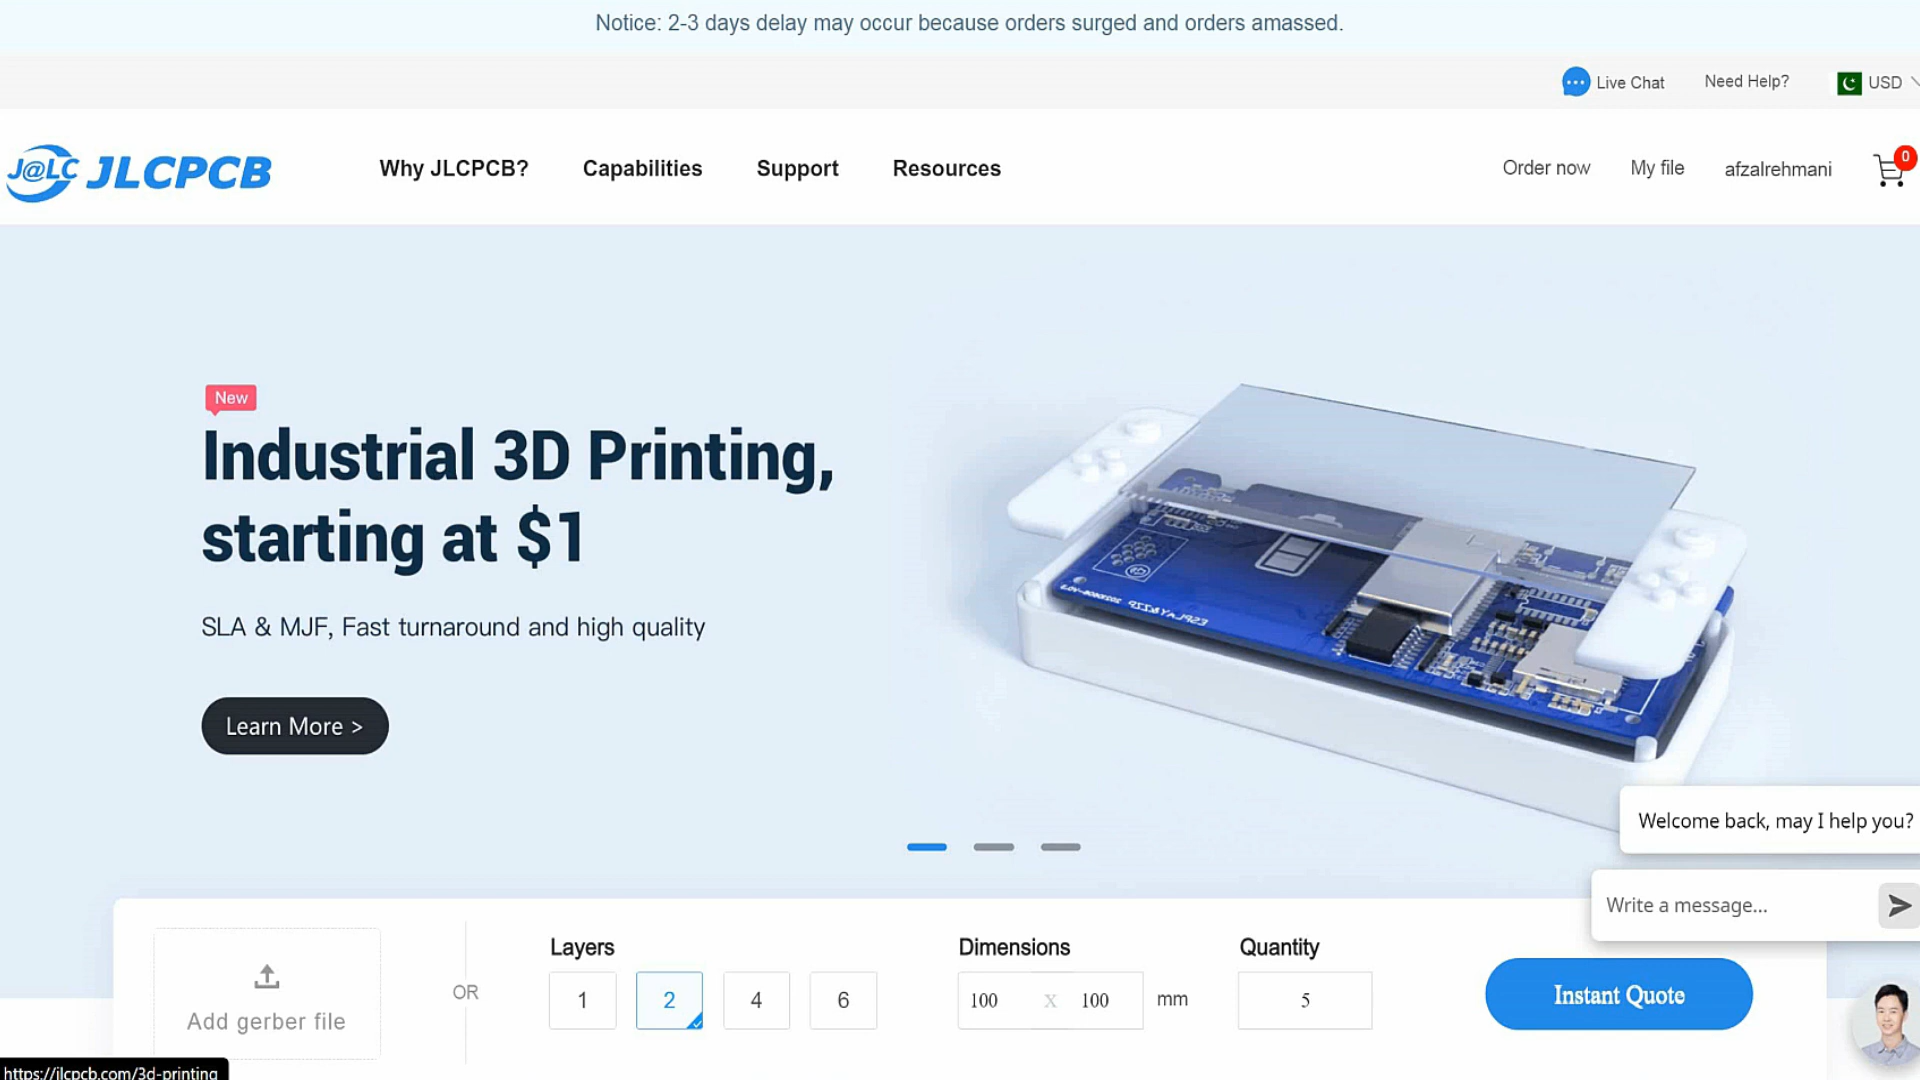 Notice: 2-3 days delay may occur because orders surged and orders amassed.
Live Chat
Need Help?
USD
J@LC JLCPCB
Why JLCPCB?
Capabilities
Support
Resources
Order now
My file
afzalrehmani
0
New
Industrial 3D Printing,
starting at $1
SLA & MJF, Fast turnaround and high quality
Learn More >
Welcome back, may I help you?
Write a message...
Add gerber file
OR
Layers
1
2
4
6
Dimensions
100 X 100 mm
Quantity
5
Instant Quote
https://jlcpcb.com/3d-printing